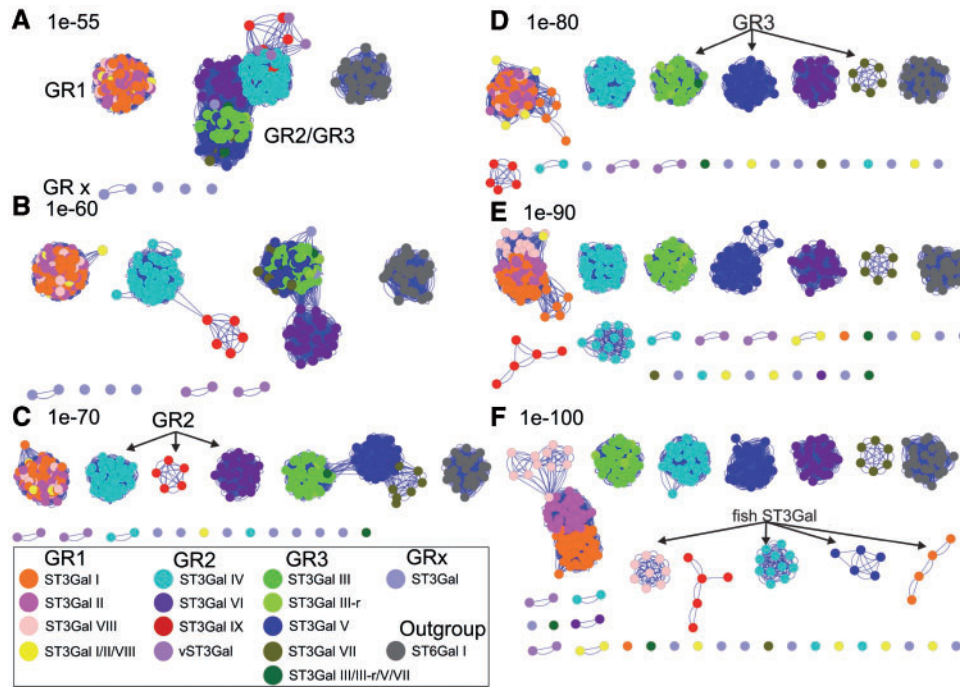 A 1e-55
GR1
GR2/GR3
GR x
B 1e-60
C 1e-70
GR2
D 1e-80
GR3
E 1e-90
F 1e-100
fish ST3Gal
GR1
ST3Gal I
ST3Gal II
ST3Gal VIII
ST3Gal I/II/VIII
GR2
ST3Gal IV
ST3Gal VI
ST3Gal IX
vST3Gal
GR3
ST3Gal III
ST3Gal III-r
ST3Gal V
ST3Gal VII
ST3Gal III/III-r/V/VII
GRx
ST3Gal
Outgroup
ST6Gal I